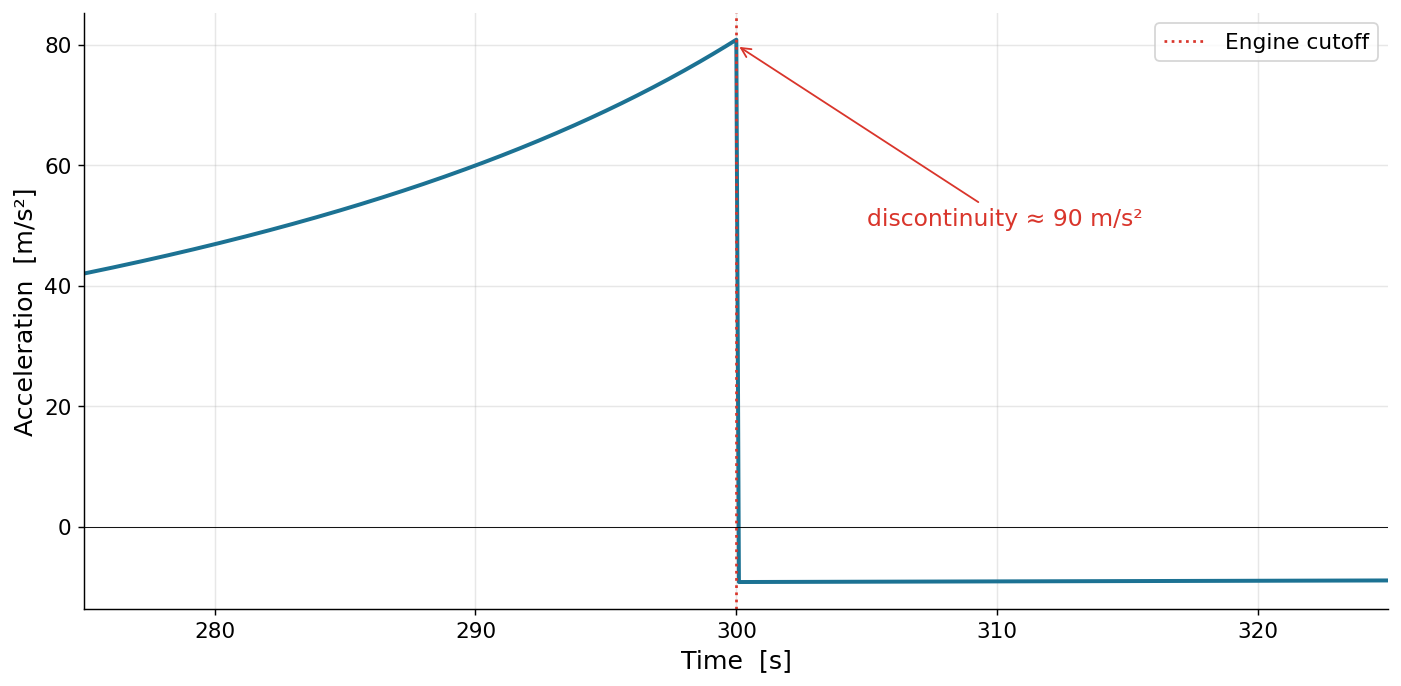 Engine cutoff
discontinuity ≈ 90 m/s²
Acceleration  [m/s²]
80
60
40
20
0
280
290
300
310
320
Time  [s]